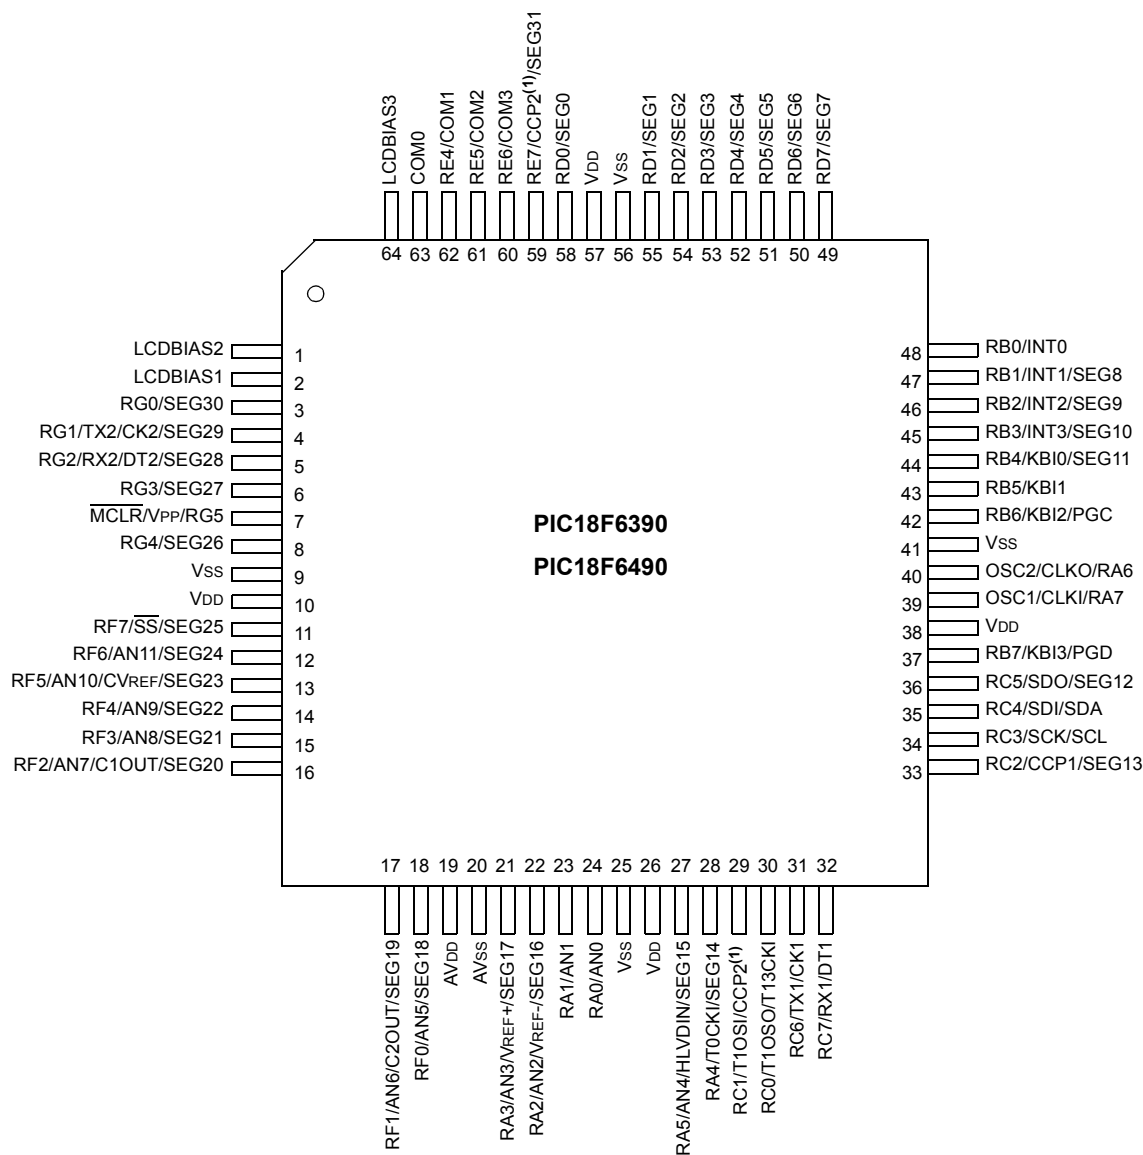 LCDBIAS3
COM0
RE4/COM1
RE5/COM2
RE6/COM3
RE7/CCP2(1)/SEG31
RD0/SEG0
VDD
VSS
RD1/SEG1
RD2/SEG2
RD3/SEG3
RD4/SEG4
RD5/SEG5
RD6/SEG6
RD7/SEG7
64 63 62 61 60 59 58 57 56 55 54 53 52 51 50 49
LCDBIAS2 1
LCDBIAS1 2
RG0/SEG30 3
RG1/TX2/CK2/SEG29 4
RG2/RX2/DT2/SEG28 5
RG3/SEG27 6
MCLR/VPP/RG5 7
RG4/SEG26 8
VSS 9
VDD 10
RF7/SS/SEG25 11
RF6/AN11/SEG24 12
RF5/AN10/CVREF/SEG23 13
RF4/AN9/SEG22 14
RF3/AN8/SEG21 15
RF2/AN7/C1OUT/SEG20 16
PIC18F6390
PIC18F6490
48 RB0/INT0
47 RB1/INT1/SEG8
46 RB2/INT2/SEG9
45 RB3/INT3/SEG10
44 RB4/KBI0/SEG11
43 RB5/KBI1
42 RB6/KBI2/PGC
41 VSS
40 OSC2/CLKO/RA6
39 OSC1/CLKI/RA7
38 VDD
37 RB7/KBI3/PGD
36 RC5/SDO/SEG12
35 RC4/SDI/SDA
34 RC3/SCK/SCL
33 RC2/CCP1/SEG13
17 18 19 20 21 22 23 24 25 26 27 28 29 30 31 32
RF1/AN6/C2OUT/SEG19
RF0/AN5/SEG18
AVDD
AVSS
RA3/AN3/VREF+/SEG17
RA2/AN2/VREF-/SEG16
RA1/AN1
RA0/AN0
VSS
VDD
RA5/AN4/HLVDIN/SEG15
RA4/T0CKI/SEG14
RC1/T1OSI/CCP2(1)
RC0/T1OSO/T13CKI
RC6/TX1/CK1
RC7/RX1/DT1